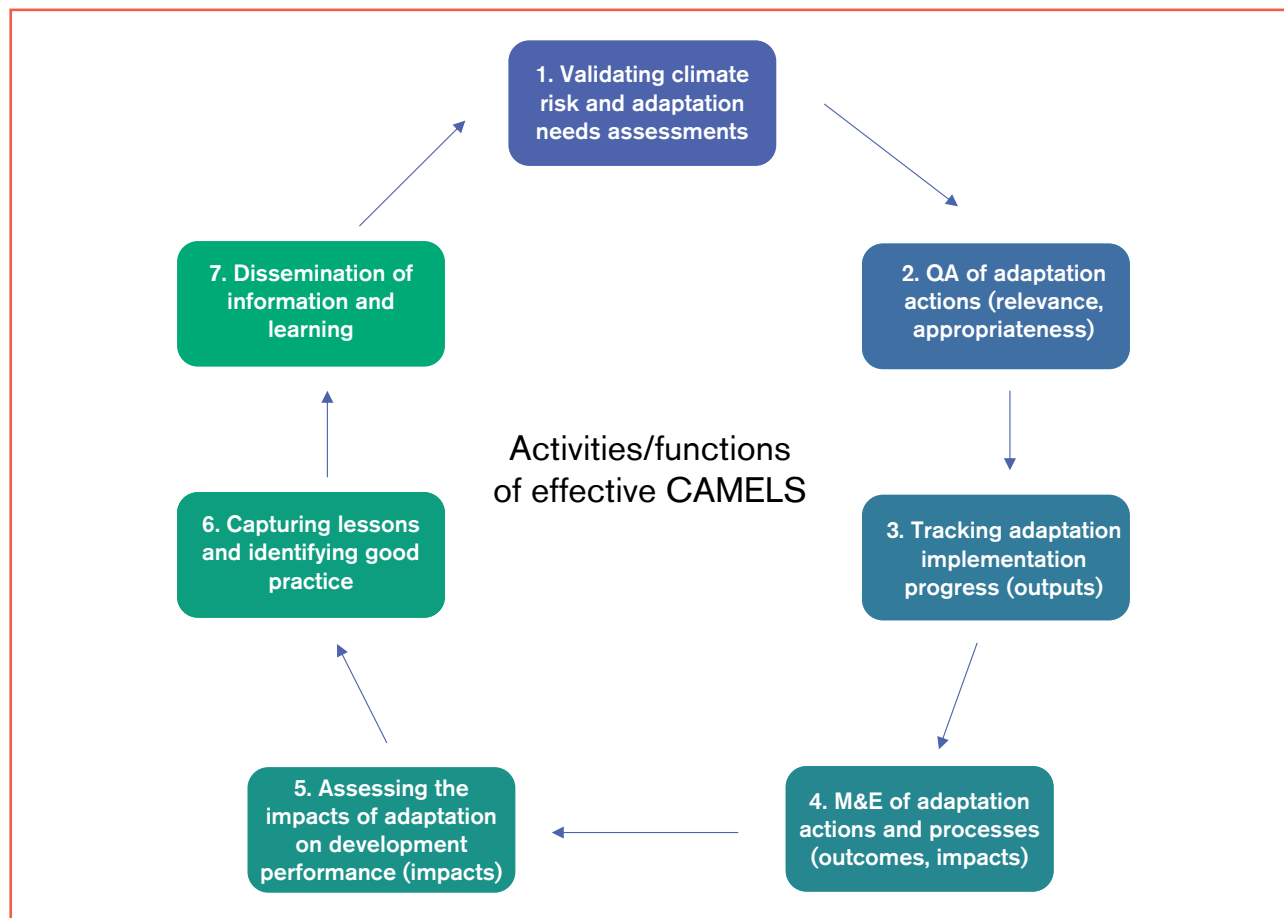 1. Validating climate
risk and adaptation
needs assessments
2. QA of adaptation
actions (relevance,
appropriateness)
3. Tracking adaptation
implementation
progress (outputs)
4. M&E of adaptation
actions and processes
(outcomes, impacts)
5. Assessing the
impacts of adaptation
on development
performance (impacts)
6. Capturing lessons
and identifying good
practice
7. Dissemination of
information and
learning
Activities/functions
of effective CAMELS